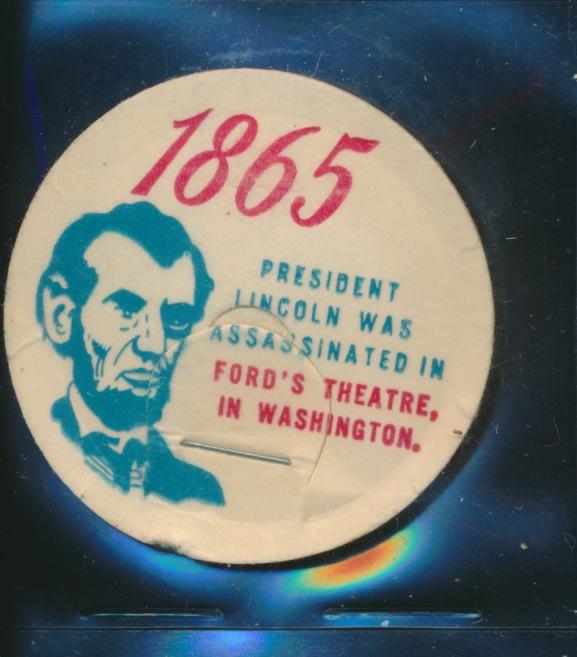 1865
PRESIDENT
LINCOLN WAS
ASSASSINATED IN
FORD'S THEATRE,
IN WASHINGTON.